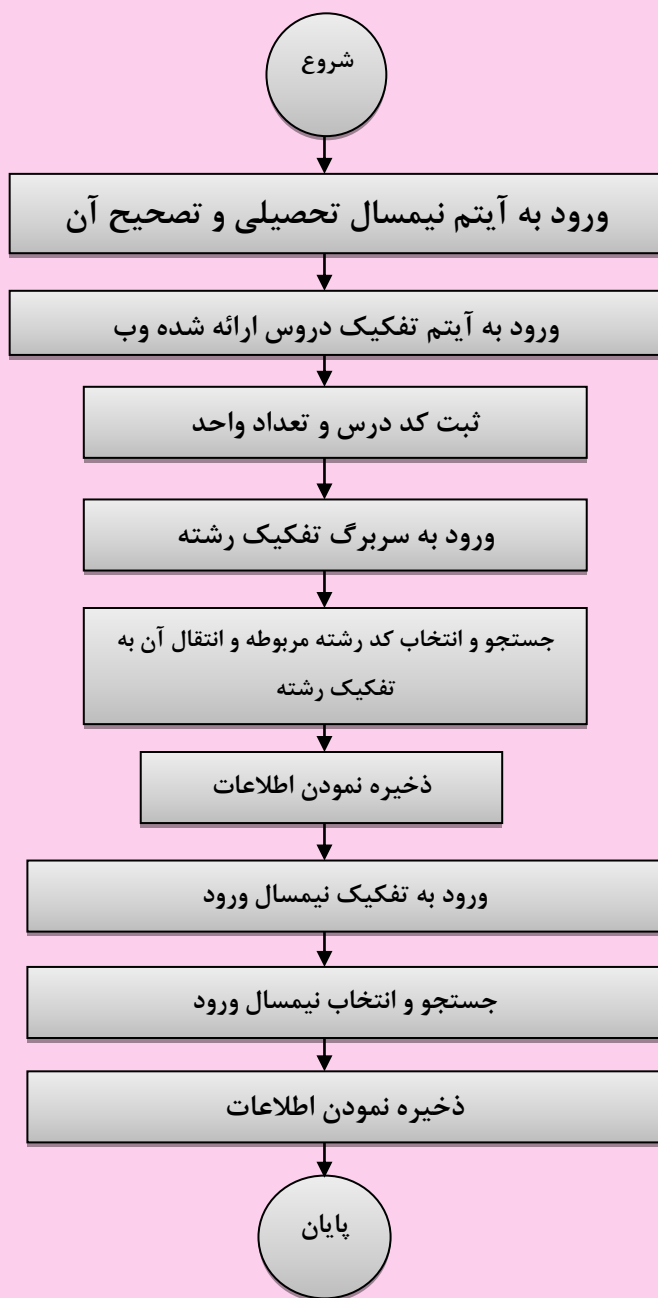 شروع
ورود به آیتم نیمسال تحصیلی و تصحیح آن
ورود به آیتم تفکیک دروس ارائه شده وب
ثبت کد درس و تعداد واحد
ورود به سربرگ تفکیک رشته
جستجو و انتخاب کد رشته مربوطه و انتقال آن به
تفکیک رشته
ذخیره نمودن اطلاعات
ورود به تفکیک نیمسال ورود
جستجو و انتخاب نیمسال ورود
ذخیره نمودن اطلاعات
پایان